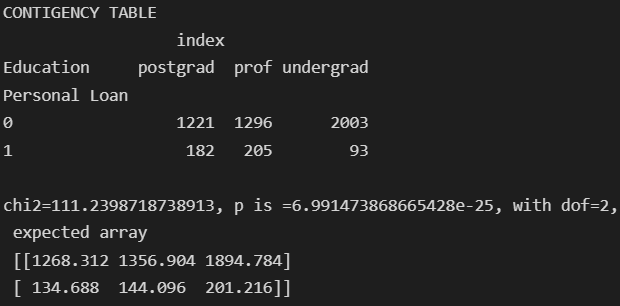 CONTIGENCY TABLE
index
Education postgrad prof undergrad
Personal Loan
0 1221 1296 2003
1 182 205 93
chi2=111.2398718738913, p is =6.991473868665428e-25, with dof=2,
expected array
[[1268.312 1356.904 1894.784]
[ 134.688 144.096 201.216]]